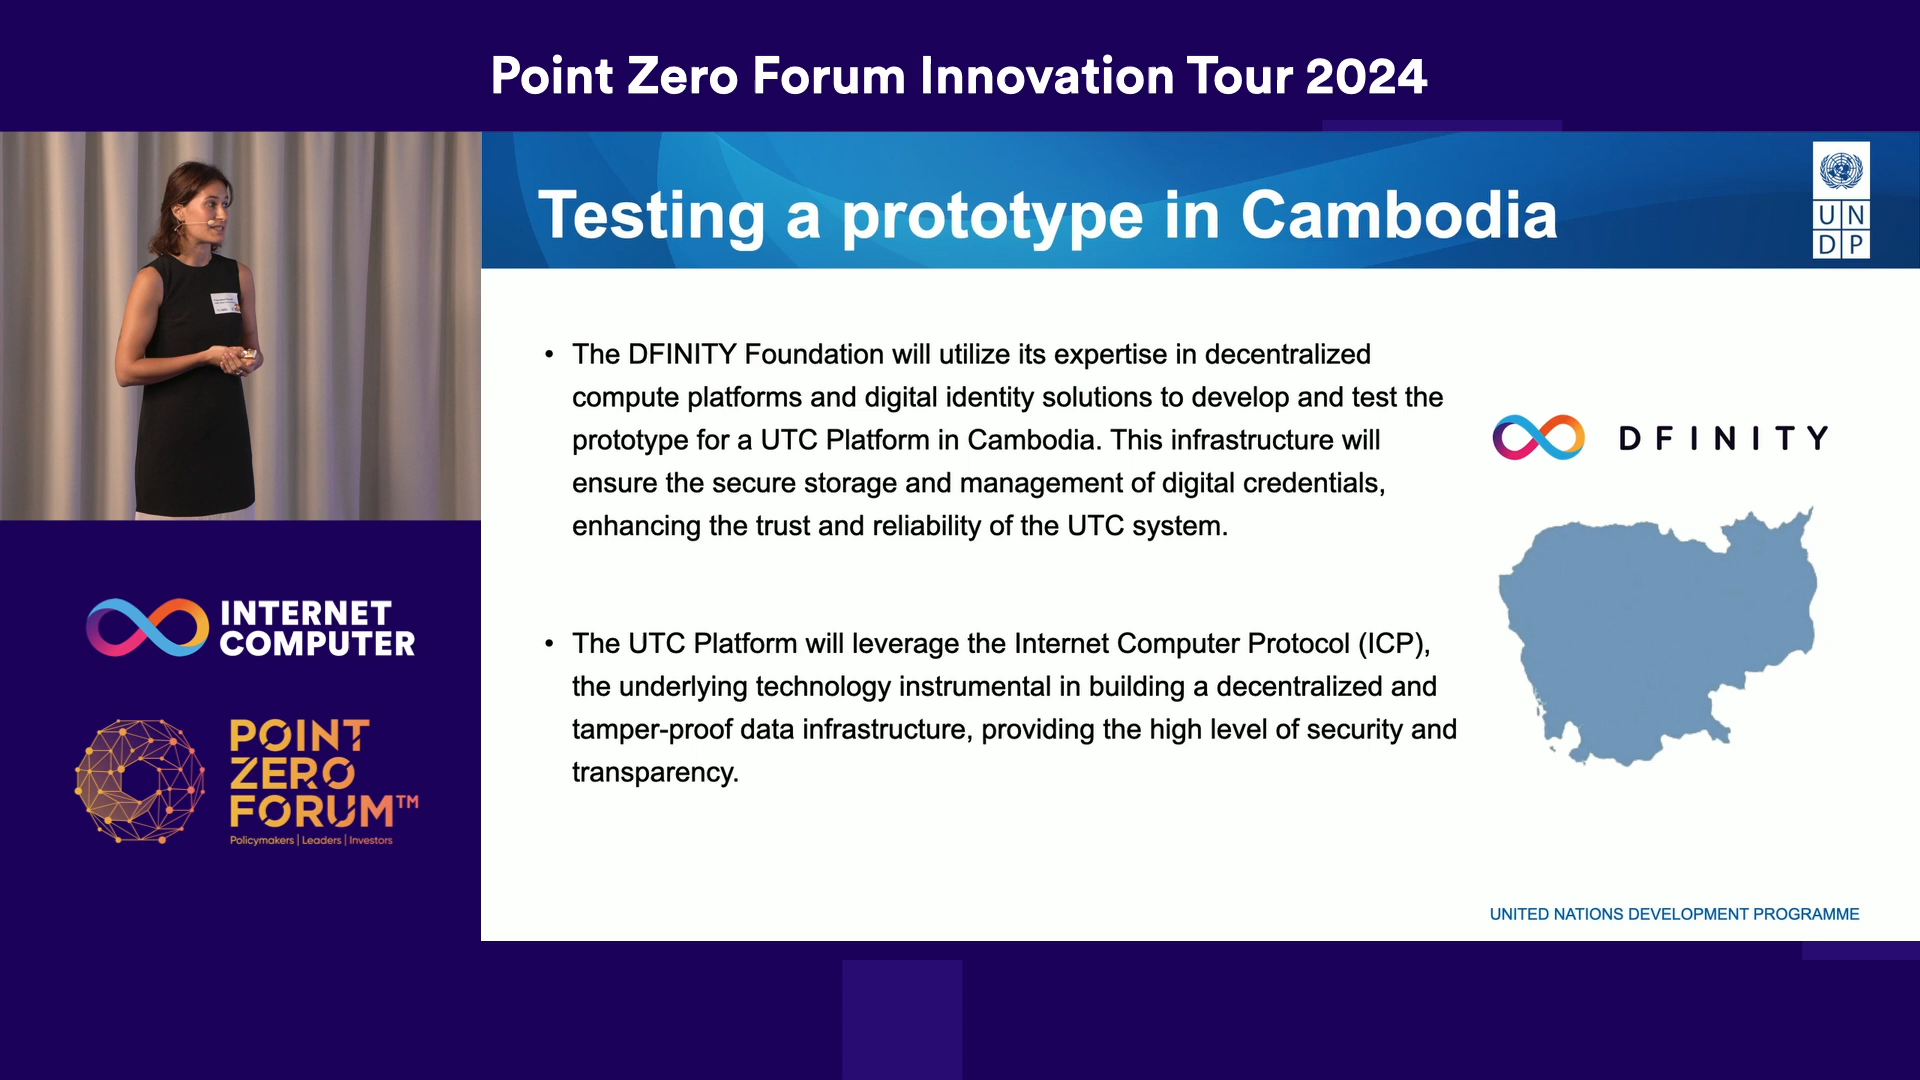 Point Zero Forum Innovation Tour 2024
Testing a prototype in Cambodia
U N
D P
• The DFINITY Foundation will utilize its expertise in decentralized
compute platforms and digital identity solutions to develop and test the
prototype for a UTC Platform in Cambodia. This infrastructure will
ensure the secure storage and management of digital credentials,
enhancing the trust and reliability of the UTC system.
• The UTC Platform will leverage the Internet Computer Protocol (ICP),
the underlying technology instrumental in building a decentralized and
tamper-proof data infrastructure, providing the high level of security and
transparency.
DFINITY
UNITED NATIONS DEVELOPMENT PROGRAMME
INTERNET
COMPUTER
POINT
ZERO
FORUM™
Policymakers | Leaders | Investors